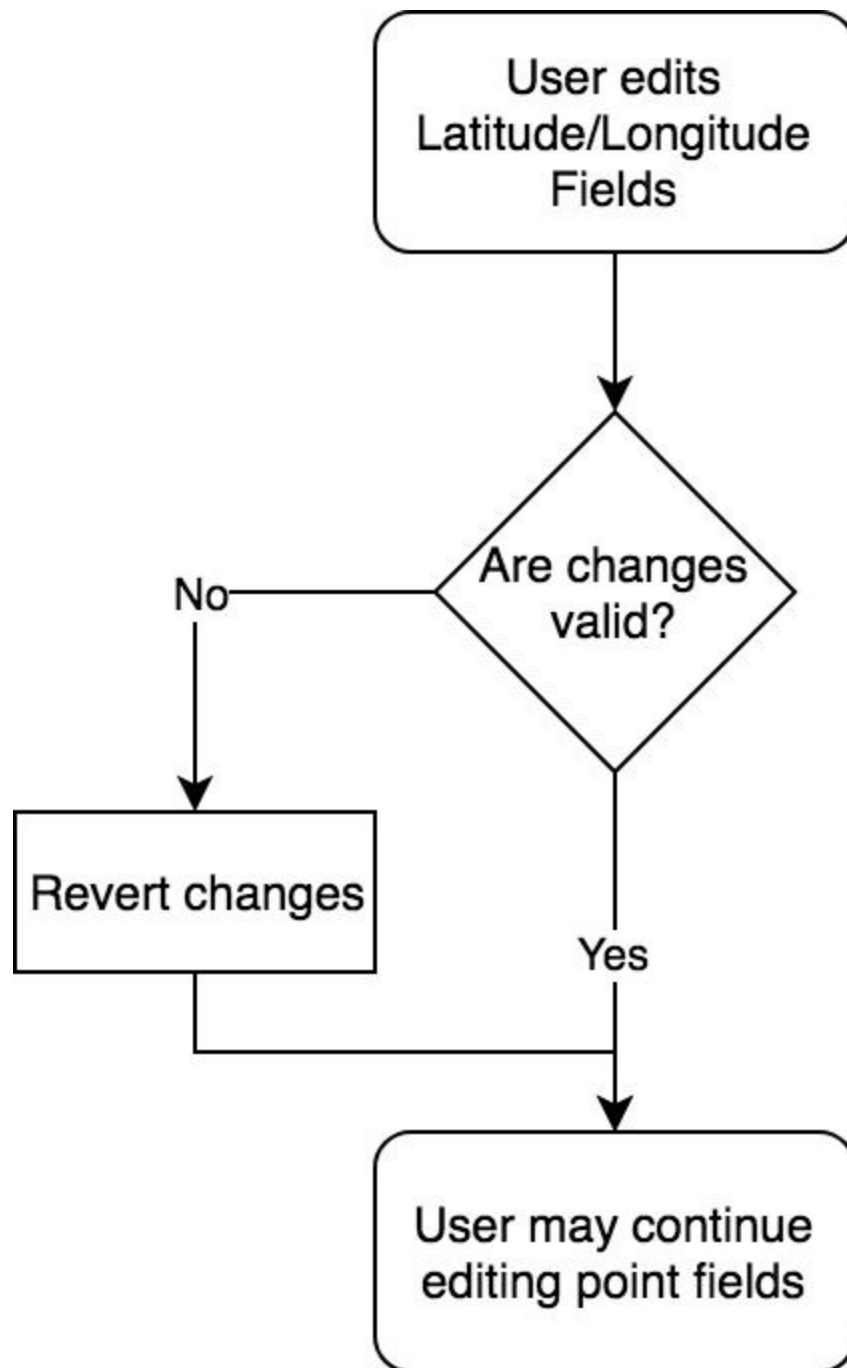 User edits
Latitude/Longitude
Fields
Are changes
valid?
No
Revert changes
Yes
User may continue
editing point fields